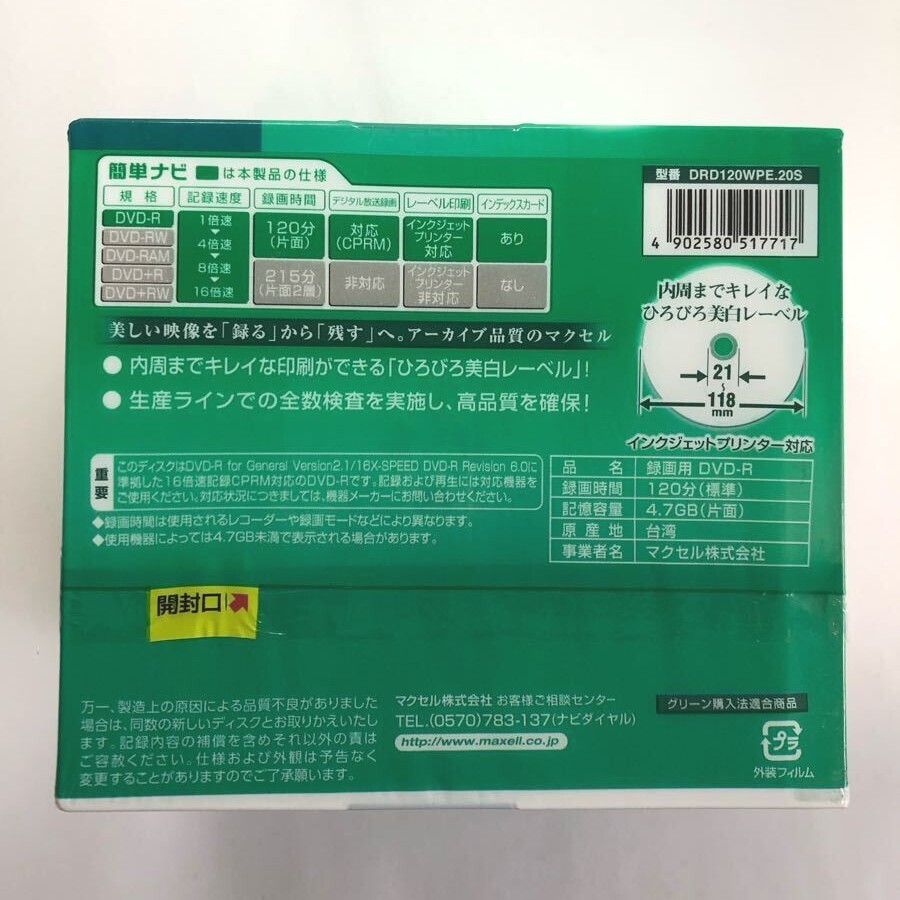 簡単ナビ は本製品の仕様
規格 記録速度 録画時間 デジタル放送録画 レーベル印刷 インデックスカード
DVD-R
DVD-RW
DVD-RAM
DVD+R
DVD+RW
1倍速
4倍速
8倍速
16倍速
120分
(片面)
215分
(片面2層)
対応
(CPRM)
非対応
インクジェット
プリンター
対応
インクジェット
プリンター
非対応
あり
なし
型番 DRD120WPE.20S
4 902580 517717
美しい映像を「録る」から「残す」へ。アーカイブ品質のマクセル
● 内周までキレイな印刷ができる「ひろびろ美白レーベル」!
● 生産ラインでの全数検査を実施し、高品質を確保!
内周までキレイな
ひろびろ美白レーベル
21
~
118
mm
インクジェットプリンター対応
重要
このディスクはDVD-R for General Version2.1/16X-SPEED DVD-R Revision 6.0に
準拠した16倍速記録CPRM対応のDVD-Rです。記録および再生には対応機器を
ご使用ください。対応状況につきましては、機器メーカーにお問い合わせください。
◆録画時間は使用されるレコーダーや録画モードなどにより異なります。
◆使用機器によっては4.7GB未満で表示される場合があります。
品名 録画用 DVD-R
録画時間 120分(標準)
記憶容量 4.7GB(片面)
原産地 台湾
事業者名 マクセル株式会社
開封口
万一、製造上の原因による品質不良がありました
場合は、同数の新しいディスクとお取りかえいたし
ます。記録内容の補償を含めそれ以外の責は
ご容赦ください。仕様および外観は予告なく
変更することがありますのでご了承願います。
マクセル株式会社 お客様ご相談センター
TEL.(0570)783-137(ナビダイヤル)
http://www.maxell.co.jp
グリーン購入法適合商品
プラ
外装フィルム